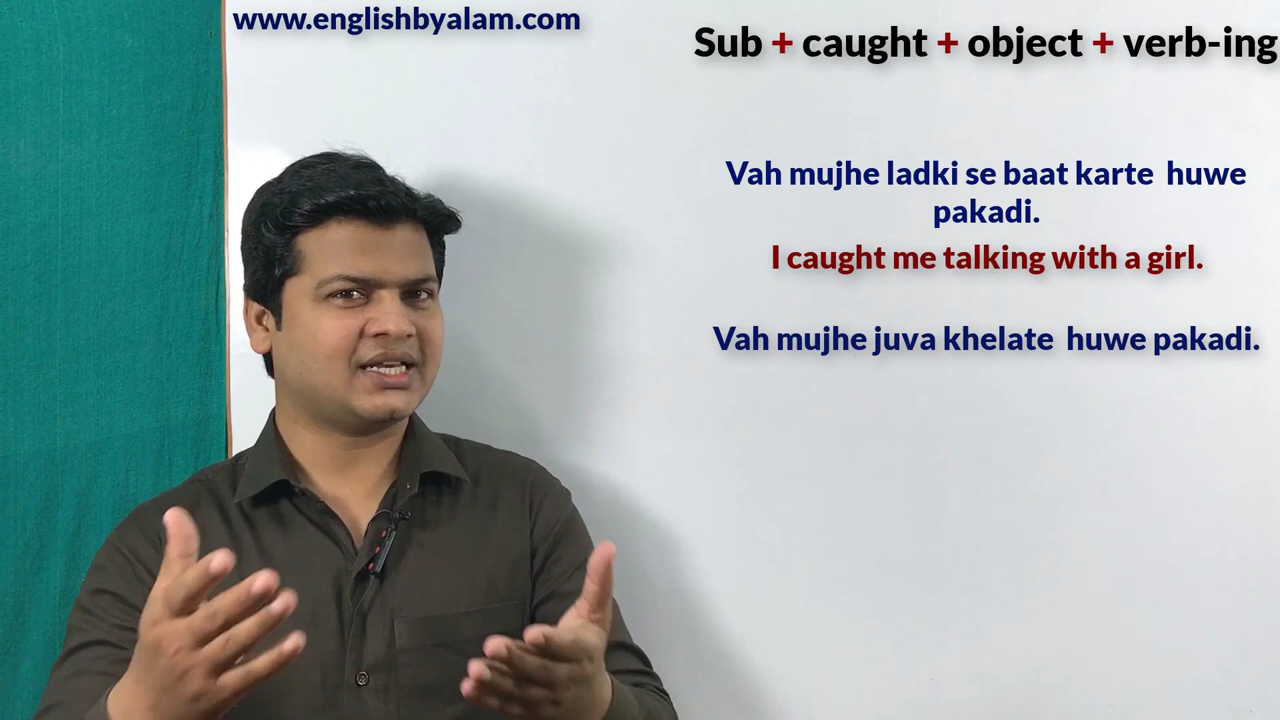 www.englishbyalam.com
Sub + caught + object + verb-ing
Vah mujhe ladki se baat karte huwe
pakadi.
I caught me talking with a girl.
Vah mujhe juva khelate huwe pakadi.